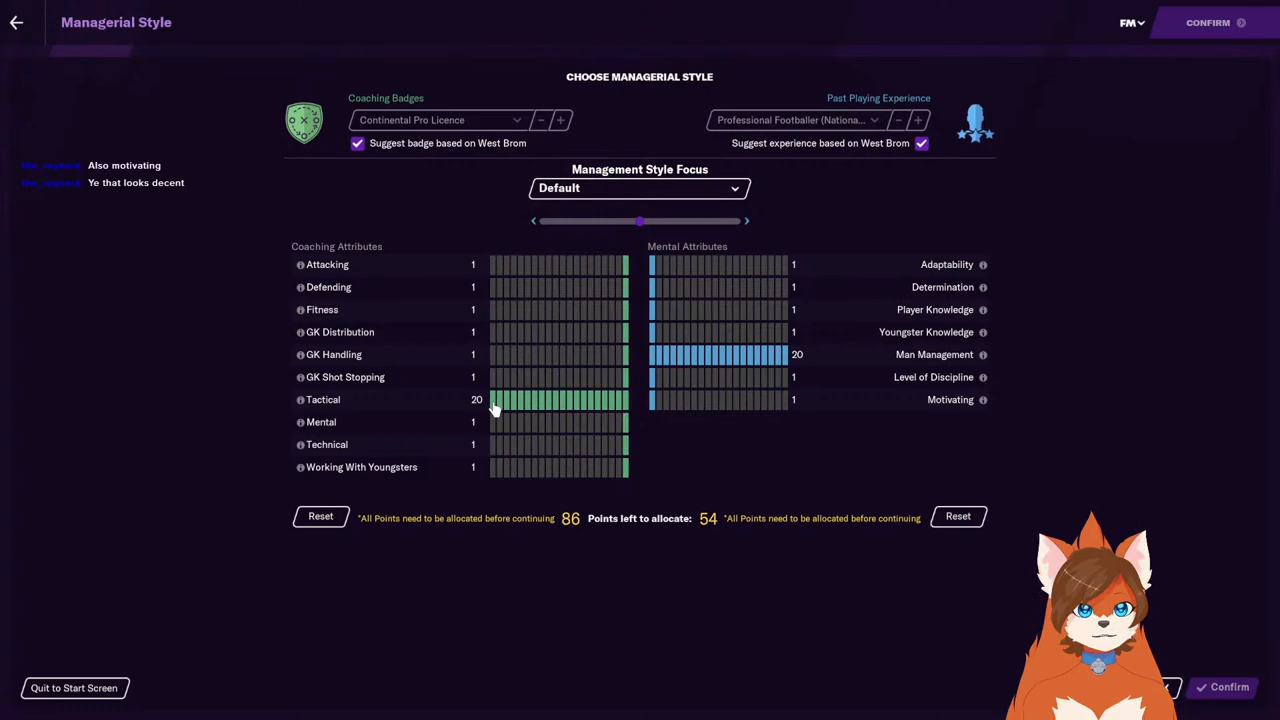 Managerial Style
FM
CONFIRM
CHOOSE MANAGERIAL STYLE
Coaching Badges
Past Playing Experience
Continental Pro Licence
Professional Footballer (Nationa...
Suggest badge based on West Brom
Suggest experience based on West Brom
Also motivating
Ye that looks decent
Management Style Focus
Default
Coaching Attributes
Mental Attributes
Attacking 1
1 Adaptability
Defending 1
1 Determination
Fitness 1
1 Player Knowledge
GK Distribution 1
1 Youngster Knowledge
GK Handling 1
20 Man Management
GK Shot Stopping 1
1 Level of Discipline
Tactical 20
1 Motivating
Mental 1
Technical 1
Working With Youngsters 1
Reset *All Points need to be allocated before continuing 86 Points left to allocate: 54 *All Points need to be allocated before continuing Reset
Quit to Start Screen
Confirm